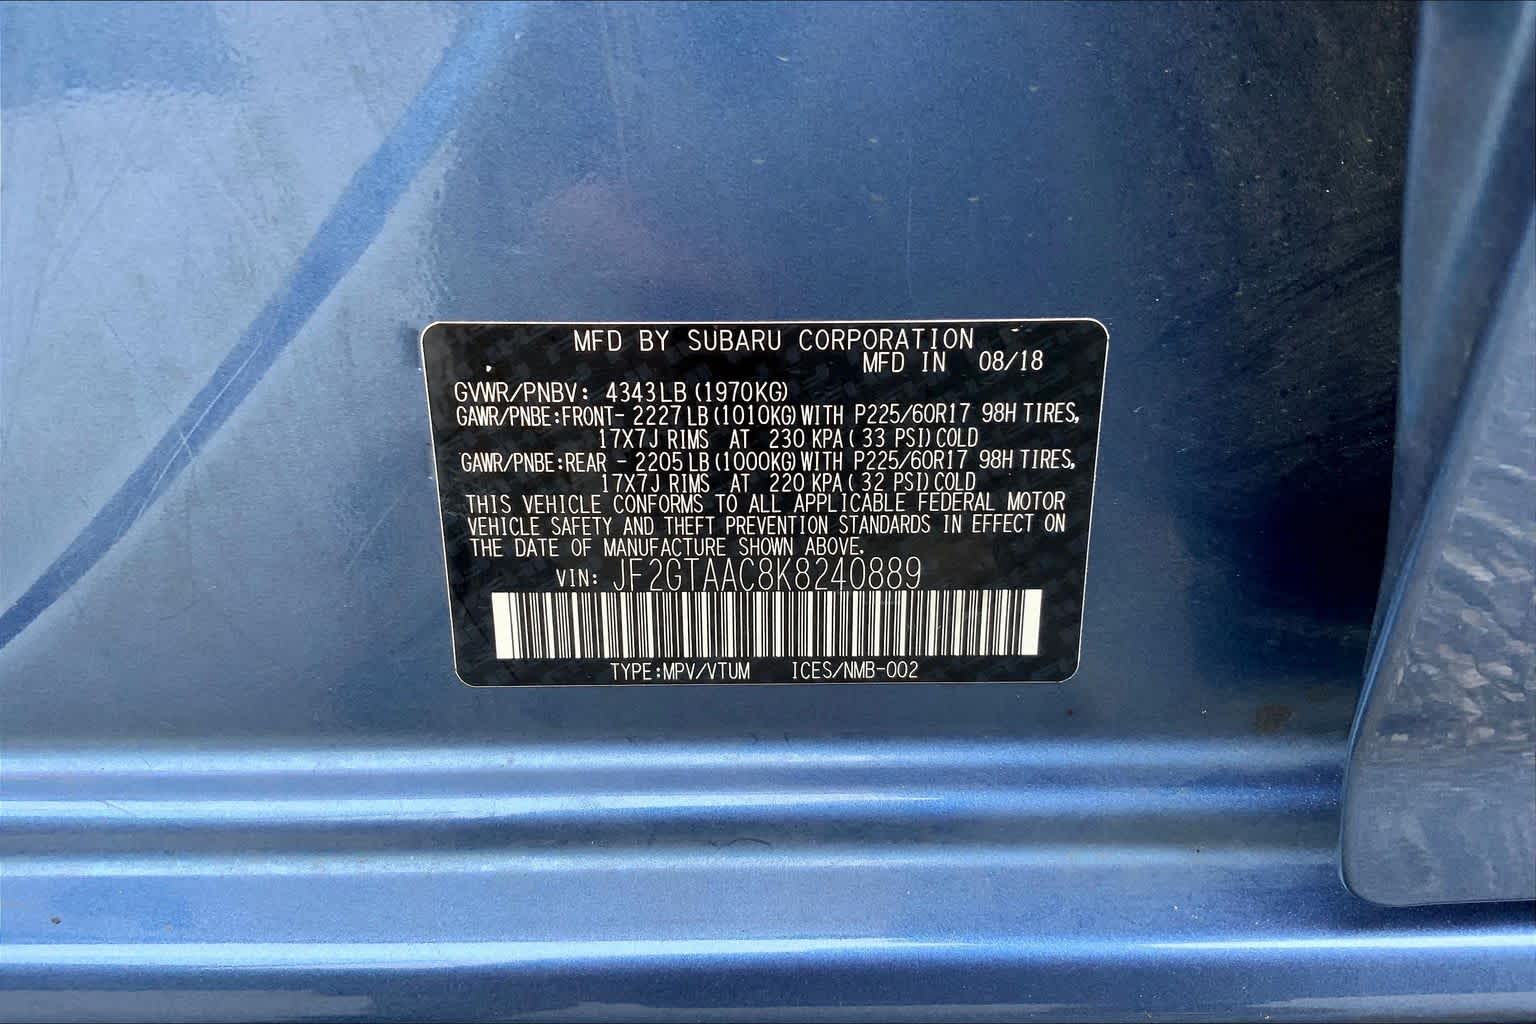 MFD BY SUBARU CORPORATION
MFD IN 08/18
GVWR/PNBV: 4343LB (1970KG)
GAWR/PNBE:FRONT- 2227LB (1010KG) WITH P225/60R17 98H TIRES,
17X7J RIMS AT 230 KPA ( 33 PSI) COLD
GAWR/PNBE:REAR - 2205LB (1000KG) WITH P225/60R17 98H TIRES,
17X7J RIMS AT 220 KPA ( 32 PSI) COLD
THIS VEHICLE CONFORMS TO ALL APPLICABLE FEDERAL MOTOR
VEHICLE SAFETY AND THEFT PREVENTION STANDARDS IN EFFECT ON
THE DATE OF MANUFACTURE SHOWN ABOVE.
VIN: JF2GTAAC8K8240889
TYPE:MPV/VTUM ICES/NMB-002